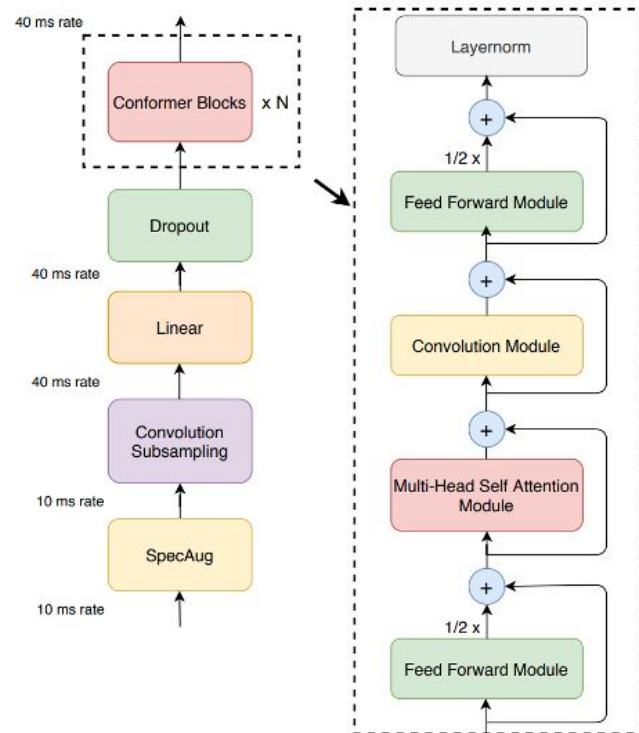 40 ms rate
Conformer Blocks
x N
Dropout
40 ms rate
Linear
40 ms rate
Convolution
Subsampling
10 ms rate
SpecAug
10 ms rate
Layernorm
+
1/2 x
Feed Forward Module
+
Convolution Module
+
Multi-Head Self Attention
Module
+
1/2 x
Feed Forward Module